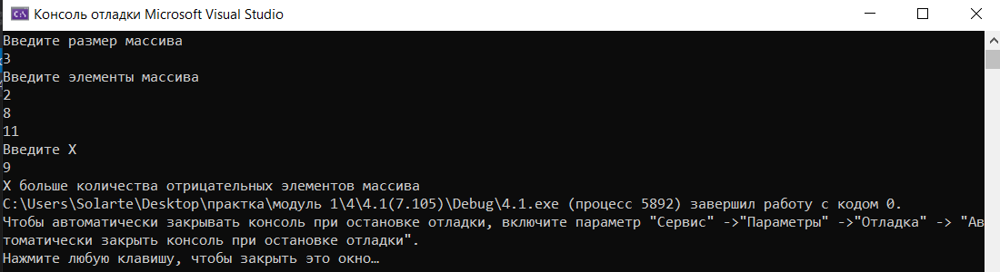 Консоль отладки Microsoft Visual Studio
Введите размер массива
3
Введите элементы массива
2
8
11
Введите X
9
X больше количества отрицательных элементов массива
C:\Users\Solarte\Desktop\практка\модуль 1\4\4.1(7.105)\Debug\4.1.exe (процесс 5892) завершил работу с кодом 0.
Чтобы автоматически закрывать консоль при остановке отладки, включите параметр "Сервис" ->"Параметры" ->"Отладка" -> "Ав
томатически закрыть консоль при остановке отладки".
Нажмите любую клавишу, чтобы закрыть это окно…